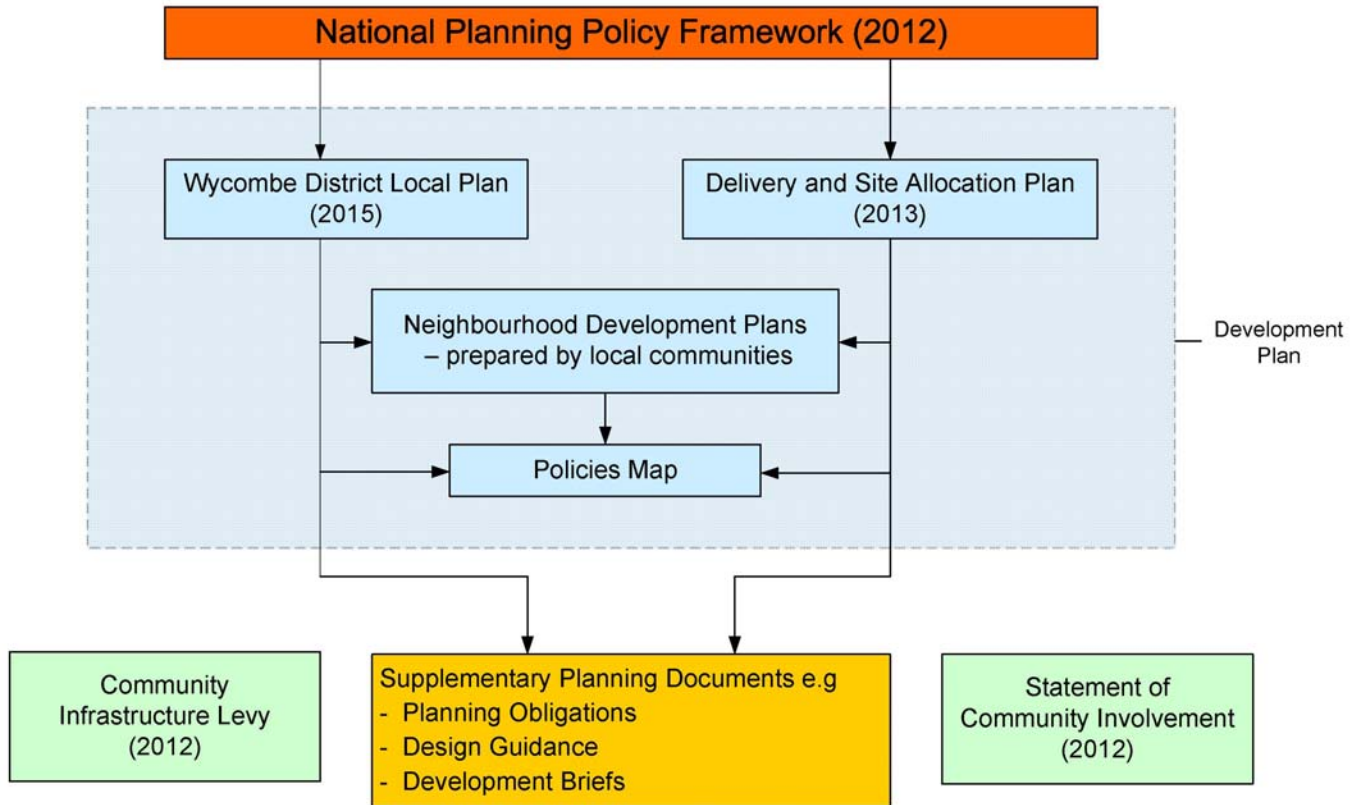 National Planning Policy Framework (2012)
Wycombe District Local Plan
(2015)
Delivery and Site Allocation Plan
(2013)
Neighbourhood Development Plans
– prepared by local communities
Development
Plan
Policies Map
Community
Infrastructure Levy
(2012)
Supplementary Planning Documents e.g
- Planning Obligations
- Design Guidance
- Development Briefs
Statement of
Community Involvement
(2012)